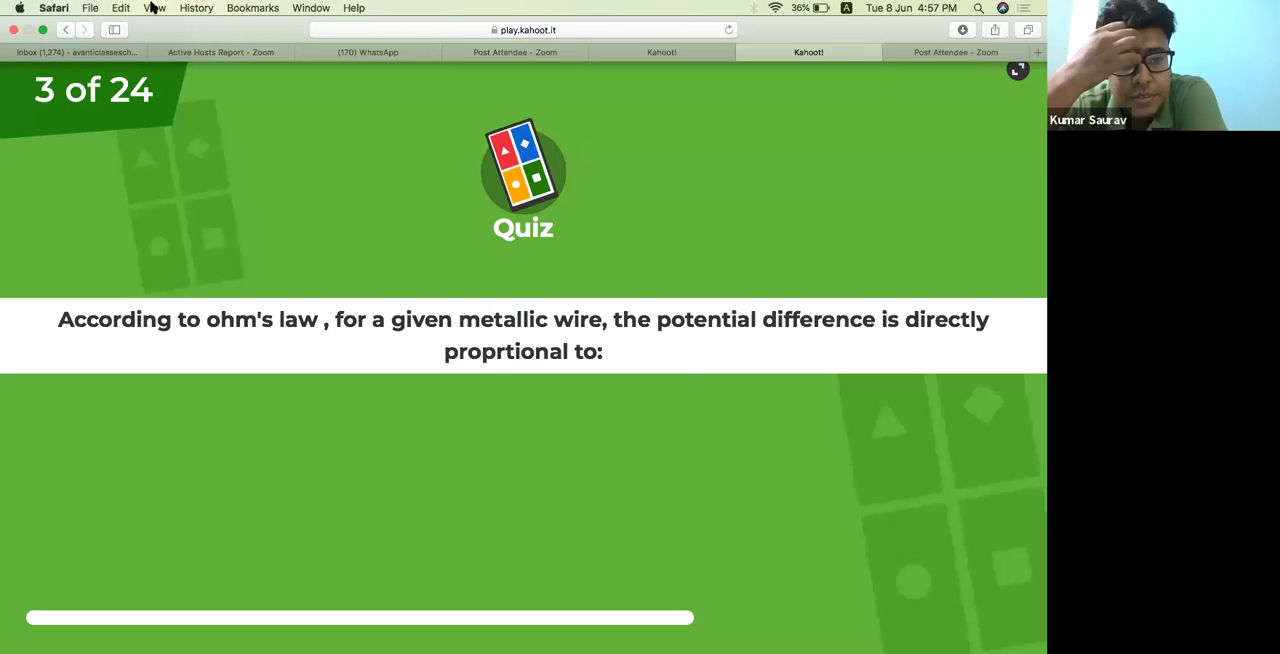 Safari File Edit View History Bookmarks Window Help 36% A Tue 8 Jun 4:57 PM
play.kahoot.it
Inbox (1,274) - avanticlassesch... Active Hosts Report - Zoom (170) WhatsApp Post Attendee - Zoom Kahoot! Kahoot! Post Attendee - Zoom
3 of 24
Kumar Saurav
Quiz
According to ohm's law , for a given metallic wire, the potential difference is directly
proprtional to: